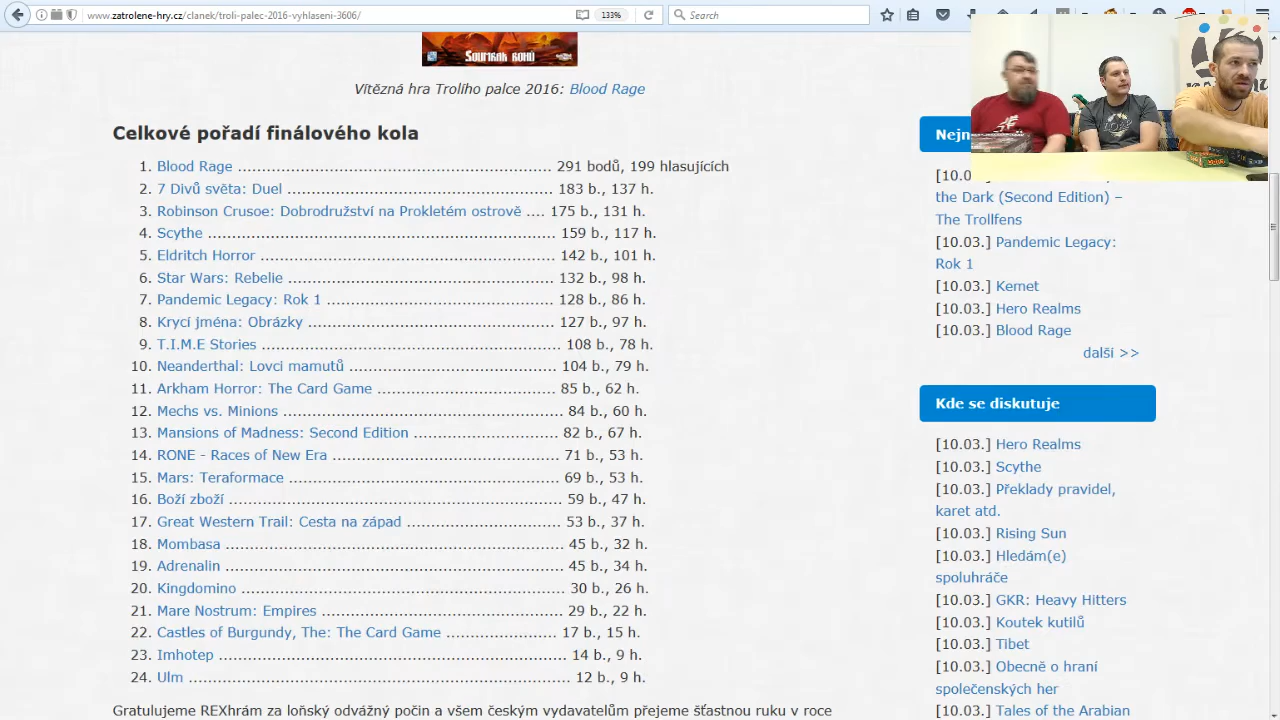 www.zatrolene-hry.cz/clanek/troli-palec-2016-vyhlaseni-3606/
133%
Search
SOUMRAK BOHŮ
Vítězná hra Trolího palce 2016: Blood Rage
Celkové pořadí finálového kola
1. Blood Rage ........ 291 bodů, 199 hlasujících
2. 7 Divů světa: Duel ........ 183 b., 137 h.
3. Robinson Crusoe: Dobrodružství na Prokletém ostrově .... 175 b., 131 h.
4. Scythe ........ 159 b., 117 h.
5. Eldritch Horror ........ 142 b., 101 h.
6. Star Wars: Rebelie ........ 132 b., 98 h.
7. Pandemic Legacy: Rok 1 ........ 128 b., 86 h.
8. Krycí jména: Obrázky ........ 127 b., 97 h.
9. T.I.M.E Stories ........ 108 b., 78 h.
10. Neanderthal: Lovci mamutů ........ 104 b., 79 h.
11. Arkham Horror: The Card Game ........ 85 b., 62 h.
12. Mechs vs. Minions ........ 84 b., 60 h.
13. Mansions of Madness: Second Edition ........ 82 b., 67 h.
14. RONE - Races of New Era ........ 71 b., 53 h.
15. Mars: Teraformace ........ 69 b., 53 h.
16. Boží zboží ........ 59 b., 47 h.
17. Great Western Trail: Cesta na západ ........ 53 b., 37 h.
18. Mombasa ........ 45 b., 32 h.
19. Adrenalin ........ 45 b., 34 h.
20. Kingdomino ........ 30 b., 26 h.
21. Mare Nostrum: Empires ........ 29 b., 22 h.
22. Castles of Burgundy, The: The Card Game ........ 17 b., 15 h.
23. Imhotep ........ 14 b., 9 h.
24. Ulm ........ 12 b., 9 h.
Gratulujeme REXhrám za loňský odvážný počin a všem českým vydavatelům přejeme šťastnou ruku v roce
Nejn
[10.0
the Dark (Second Edition) –
The Trollfens
[10.03.] Pandemic Legacy:
Rok 1
[10.03.] Kemet
[10.03.] Hero Realms
[10.03.] Blood Rage
další >>
Kde se diskutuje
[10.03.] Hero Realms
[10.03.] Scythe
[10.03.] Překlady pravidel,
karet atd.
[10.03.] Rising Sun
[10.03.] Hledám(e)
spoluhráče
[10.03.] GKR: Heavy Hitters
[10.03.] Koutek kutilů
[10.03.] Tibet
[10.03.] Obecně o hraní
společenských her
[10.03.] Tales of the Arabian